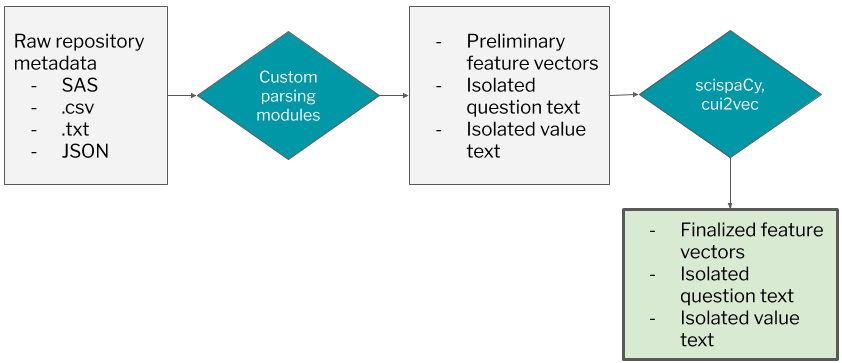 Raw repository
metadata
- SAS
- .csv
- .txt
- JSON
Custom
parsing
modules
- Preliminary
feature vectors
- Isolated
question text
- Isolated value
text
scispaCy,
cui2vec
- Finalized feature
vectors
- Isolated
question text
- Isolated value
text